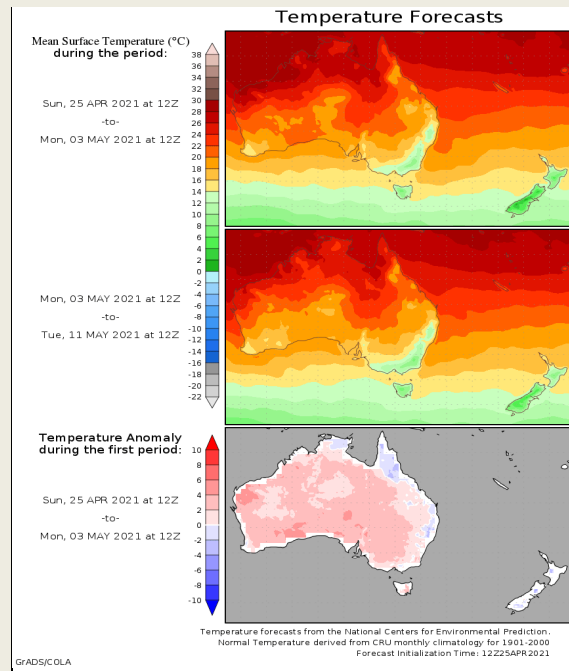 Temperature Forecasts
Mean Surface Temperature (°C)
during the period:
Sun, 25 APR 2021 at 12Z
-to-
Mon, 03 MAY 2021 at 12Z
38
36
34
32
30
28
26
24
22
20
18
16
14
12
10
8
6
4
2
0
-2
-4
-6
-8
-10
-12
-14
-16
-18
-20
-22
Mon, 03 MAY 2021 at 12Z
-to-
Tue, 11 MAY 2021 at 12Z
Temperature Anomaly
during the first period:
Sun, 25 APR 2021 at 12Z
-to-
Mon, 03 MAY 2021 at 12Z
10
8
6
4
2
0
-2
-4
-6
-8
-10
Temperature forecasts from the National Centers for Environmental Prediction.
Normal Temperature derived from CRU monthly climatology for 1901-2000
Forecast Initialization Time: 12Z25APR2021
GrADS/COLA